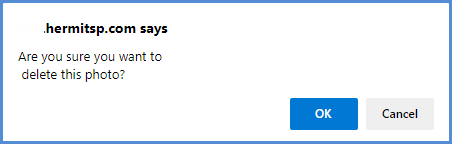 .hermitsp.com says
Are you sure you want to
delete this photo?
OK Cancel